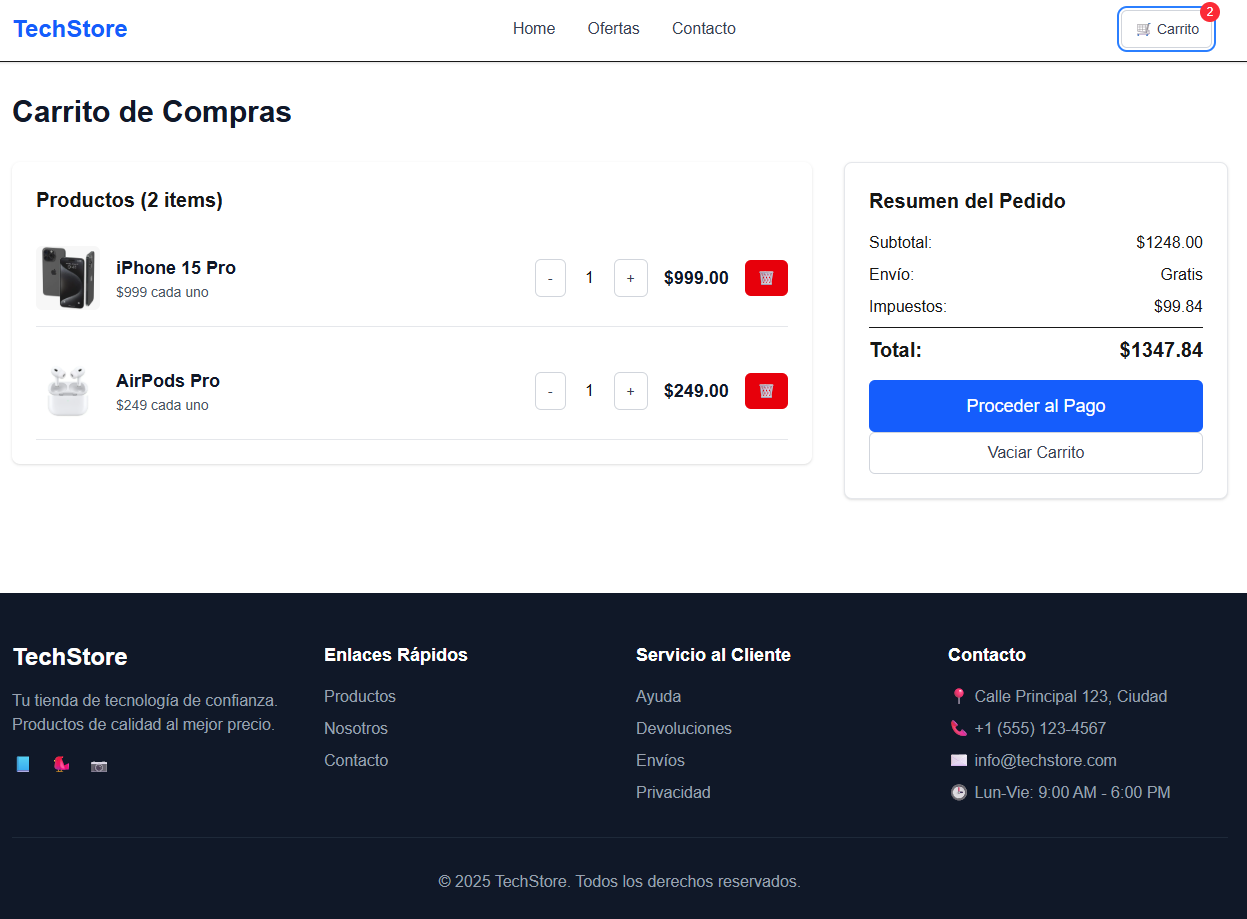 TechStore
Home
Ofertas
Contacto
Carrito
2
Carrito de Compras
Productos (2 items)
iPhone 15 Pro
$999 cada uno
-
1
+
$999.00
AirPods Pro
$249 cada uno
-
1
+
$249.00
Resumen del Pedido
Subtotal: $1248.00
Envío: Gratis
Impuestos: $99.84
Total: $1347.84
Proceder al Pago
Vaciar Carrito
TechStore
Tu tienda de tecnología de confianza.
Productos de calidad al mejor precio.
Enlaces Rápidos
Productos
Nosotros
Contacto
Servicio al Cliente
Ayuda
Devoluciones
Envíos
Privacidad
Contacto
Calle Principal 123, Ciudad
+1 (555) 123-4567
info@techstore.com
Lun-Vie: 9:00 AM - 6:00 PM
© 2025 TechStore. Todos los derechos reservados.